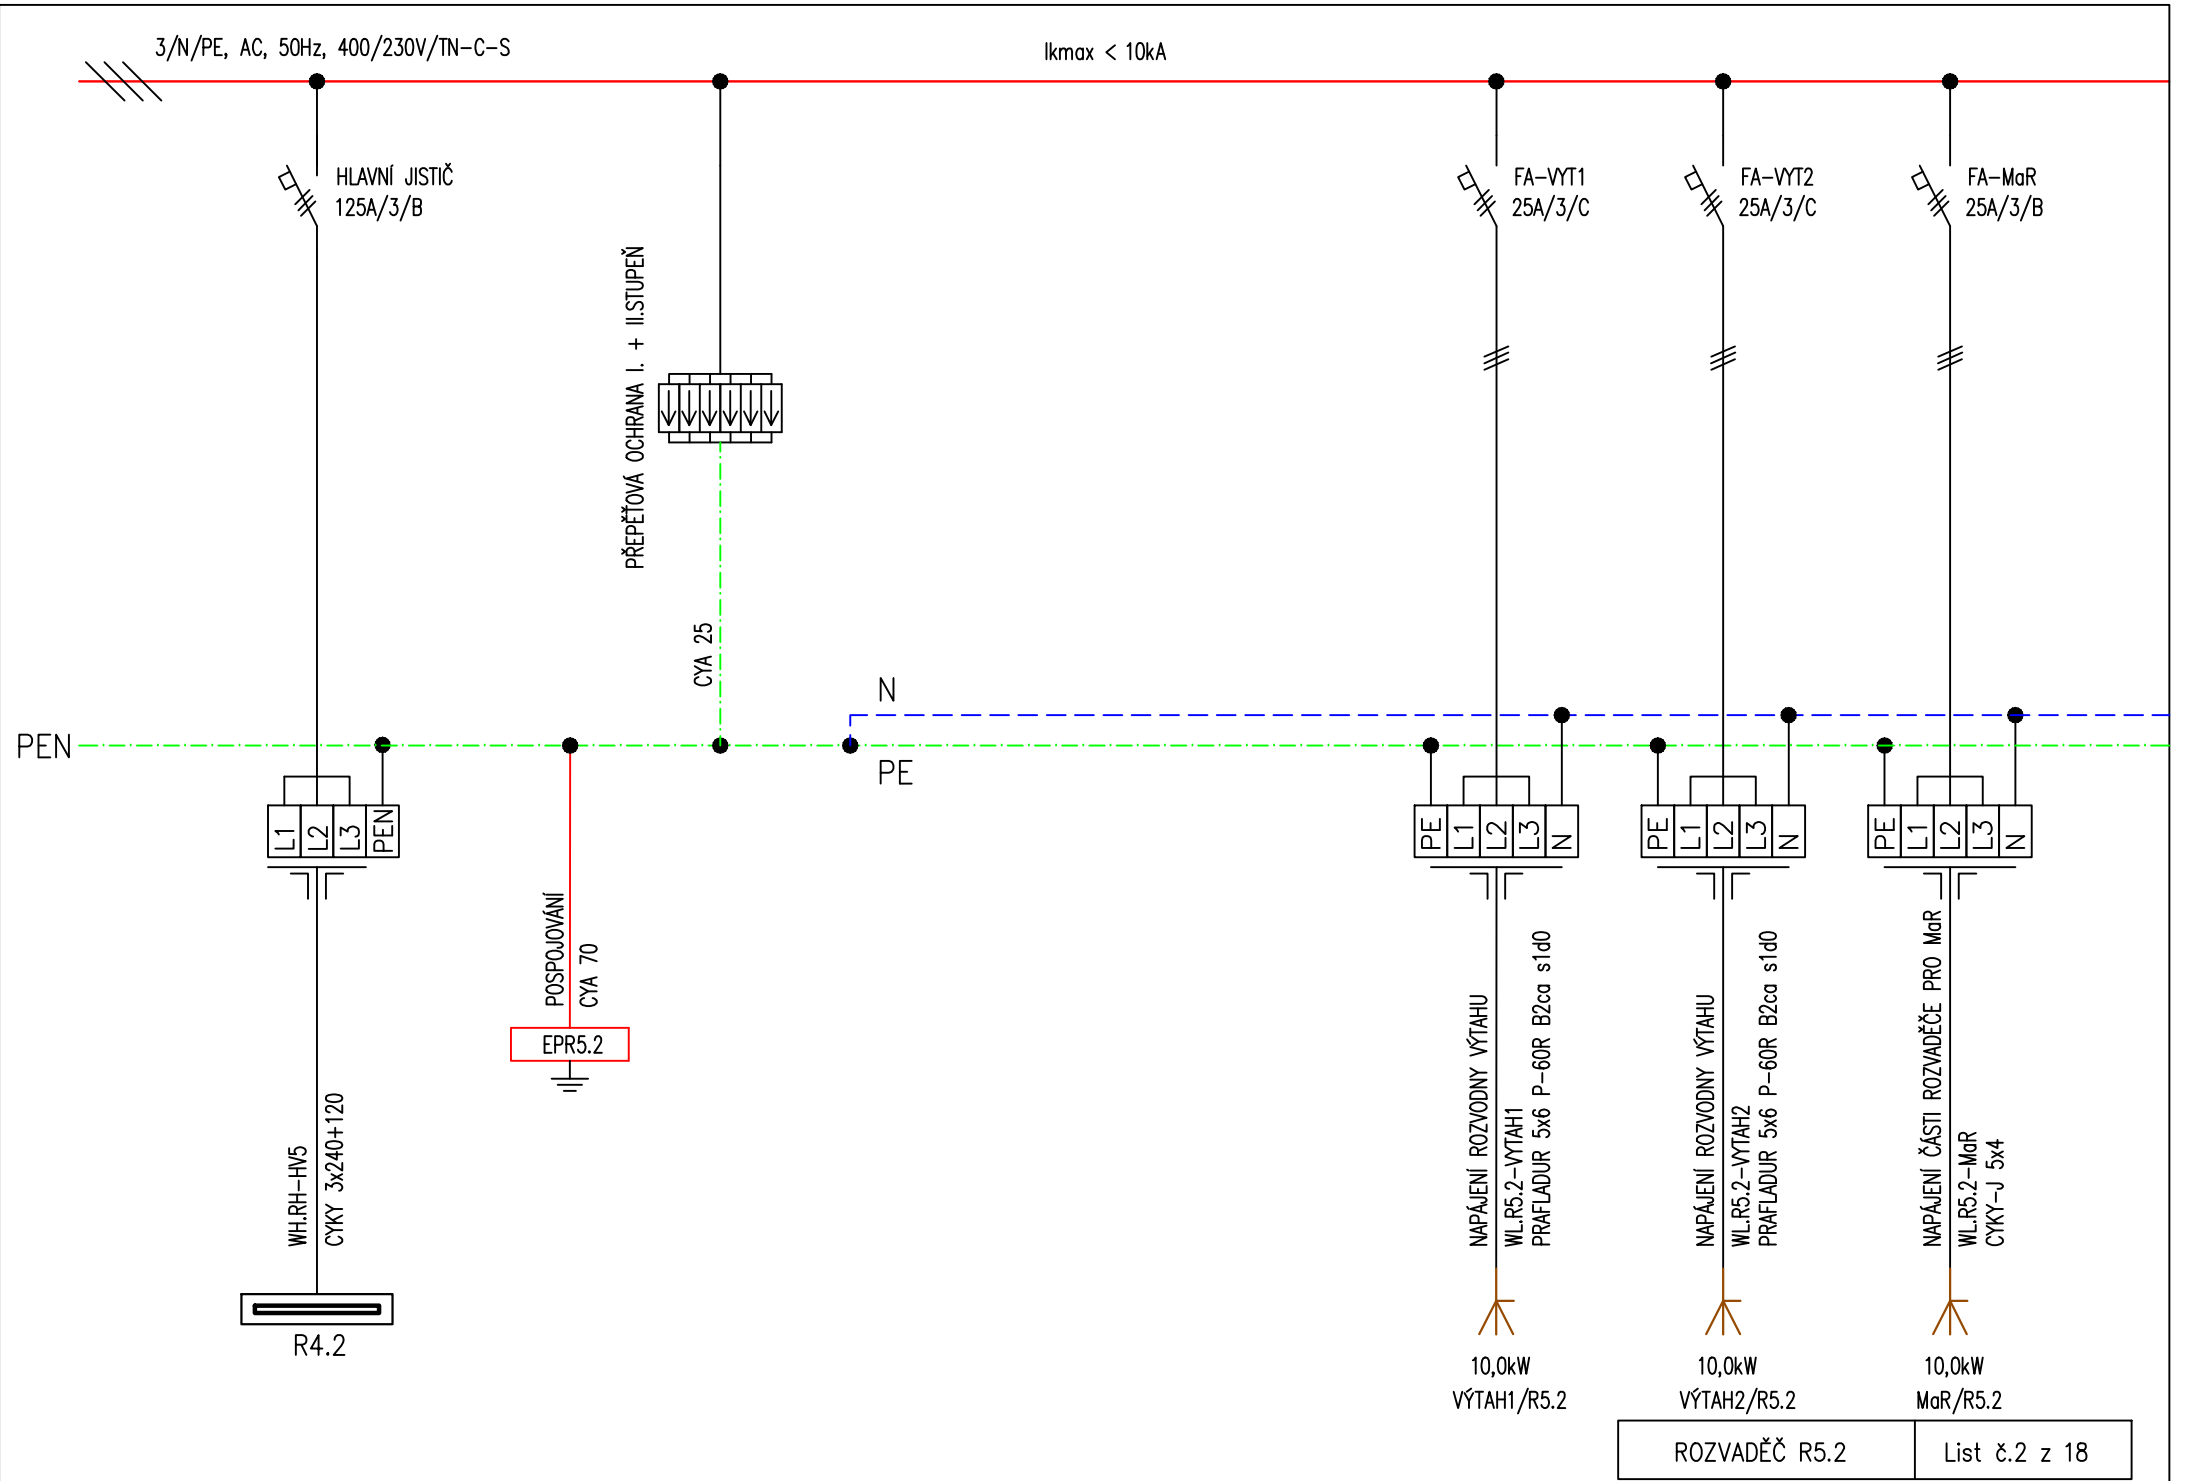 3/N/PE, AC, 50Hz, 400/230V/TN-C-S
Ikmax < 10kA
HLAVNÍ JISTIČ
125A/3/B
FA-VYT1
25A/3/C
FA-VYT2
25A/3/C
FA-MaR
25A/3/B
PŘEPĚŤOVÁ OCHRANA I. + II.STUPEŇ
CYA 25
N
PEN
PE
L1
L2
L3
PEN
PE
L1
L2
L3
N
PE
L1
L2
L3
N
PE
L1
L2
L3
N
POSPOJOVÁNÍ
CYA 70
EPR5.2
WH.RH-HV5
CYKY 3x240+120
R4.2
NAPÁJENÍ ROZVODNY VÝTAHU
WL.R5.2-VYTAH1
PRAFLADUR 5x6 P-60R B2ca s1d0
NAPÁJENÍ ROZVODNY VÝTAHU
WL.R5.2-VYTAH2
PRAFLADUR 5x6 P-60R B2ca s1d0
NAPÁJENÍ ČÁSTI ROZVADĚČE PRO MaR
WL.R5.2-MaR
CYKY-J 5x4
10,0kW
VÝTAH1/R5.2
10,0kW
VÝTAH2/R5.2
10,0kW
MaR/R5.2
ROZVADĚČ R5.2
List č.2 z 18